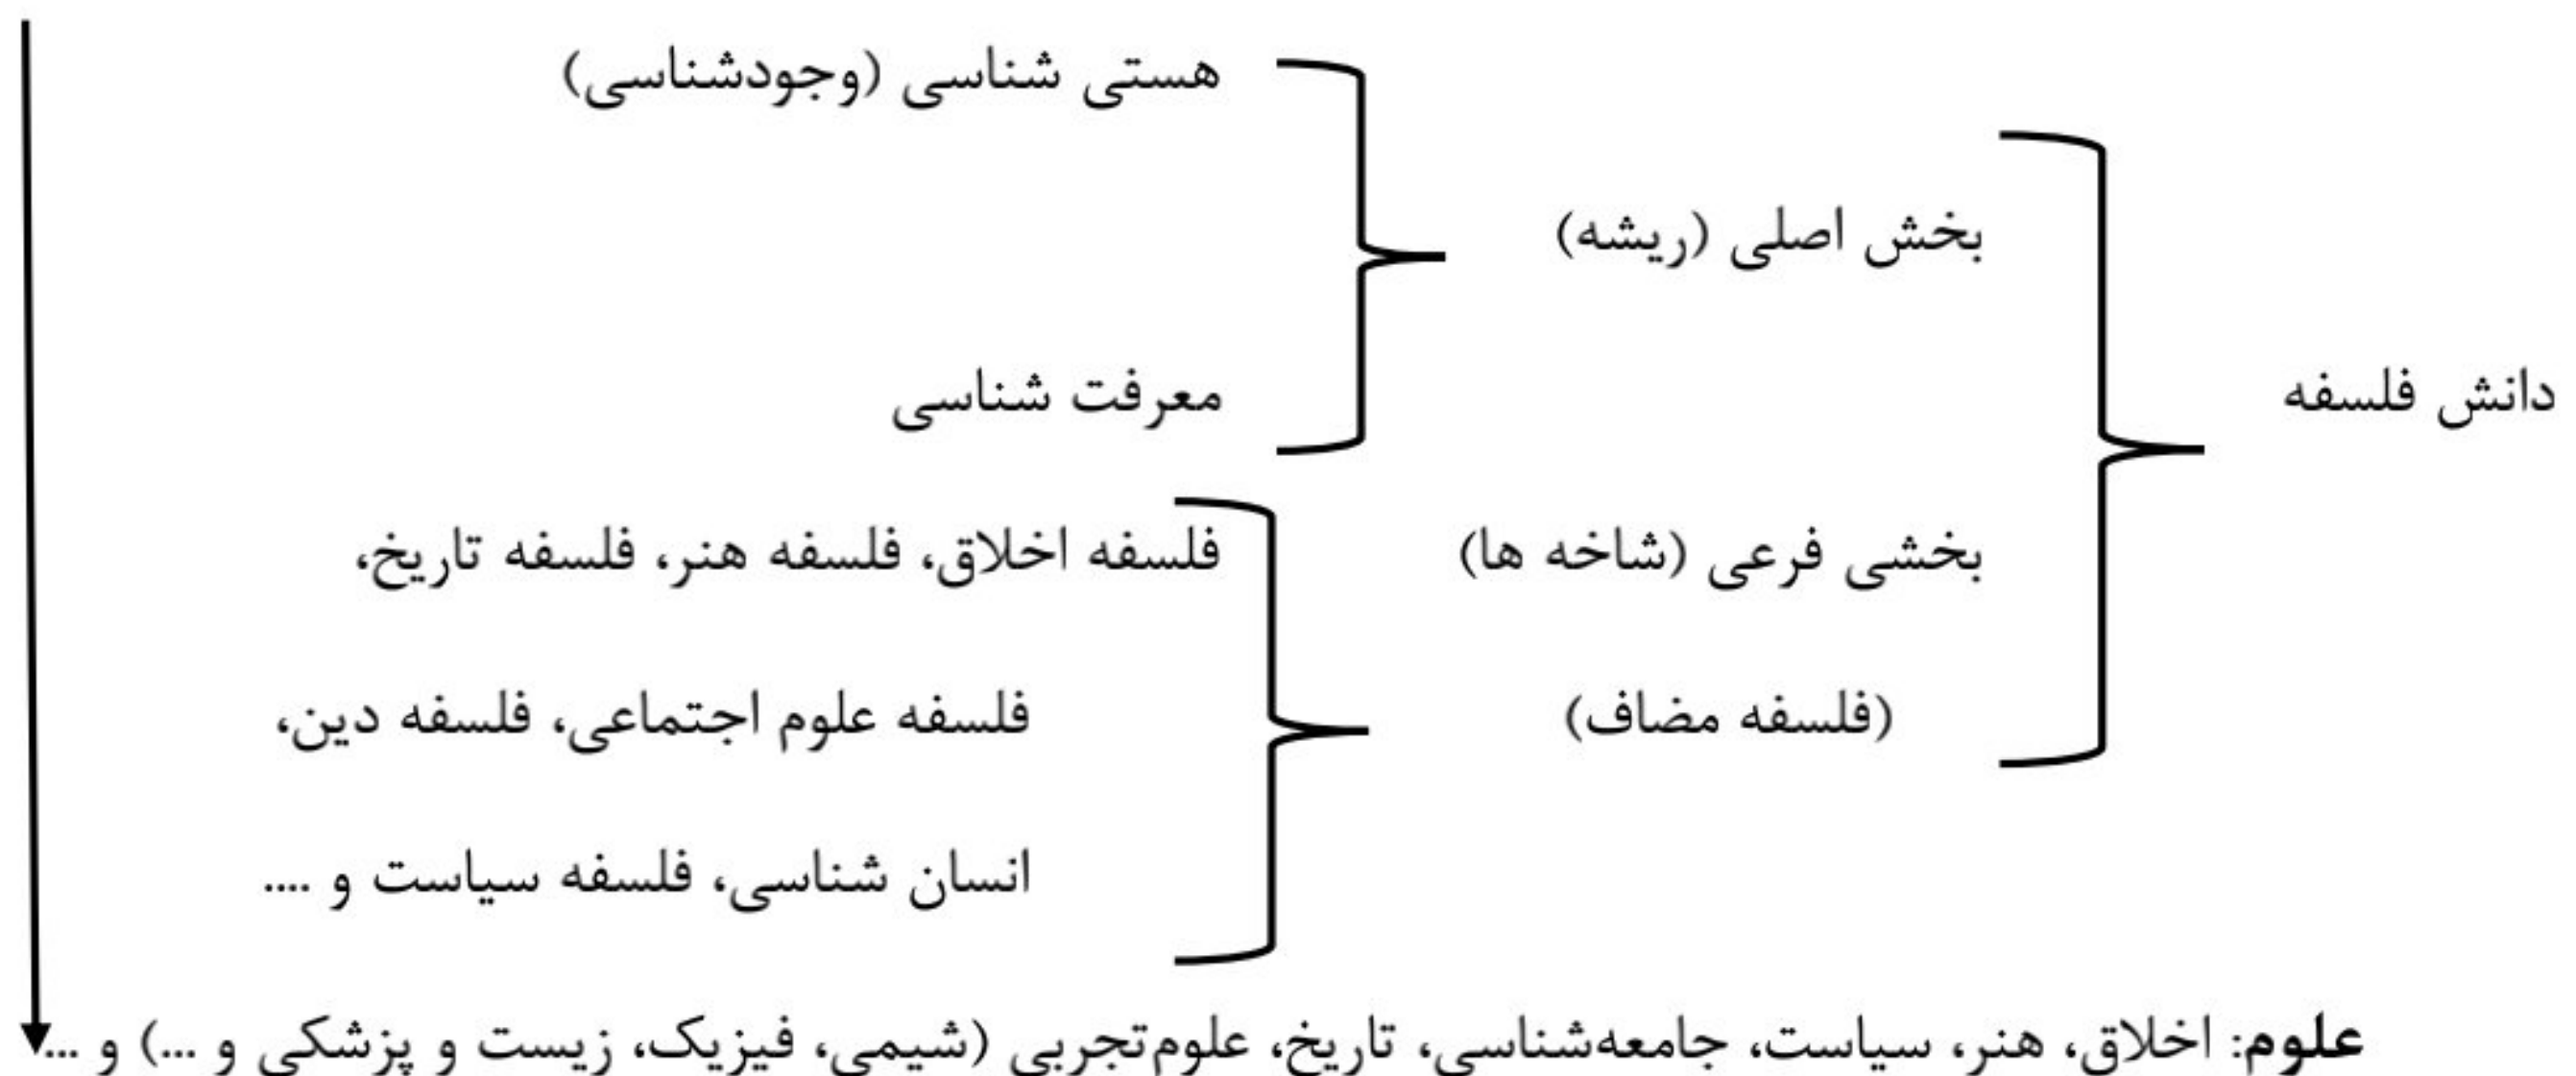 هستی شناسی (وجودشناسی)
بخش اصلی (ریشه)
دانش فلسفه
معرفت شناسی
بخشی فرعی (شاخه ها)
فلسفه اخلاق، فلسفه هنر، فلسفه تاریخ،
(فلسفه مضاف)
فلسفه علوم اجتماعی، فلسفه دین،
انسان شناسی، فلسفه سیاست و ....
علوم: اخلاق، هنر، سیاست، جامعه‌شناسی، تاریخ، علوم‌تجربی (شیمی، فیزیک، زیست و پزشکی و ...) و ...